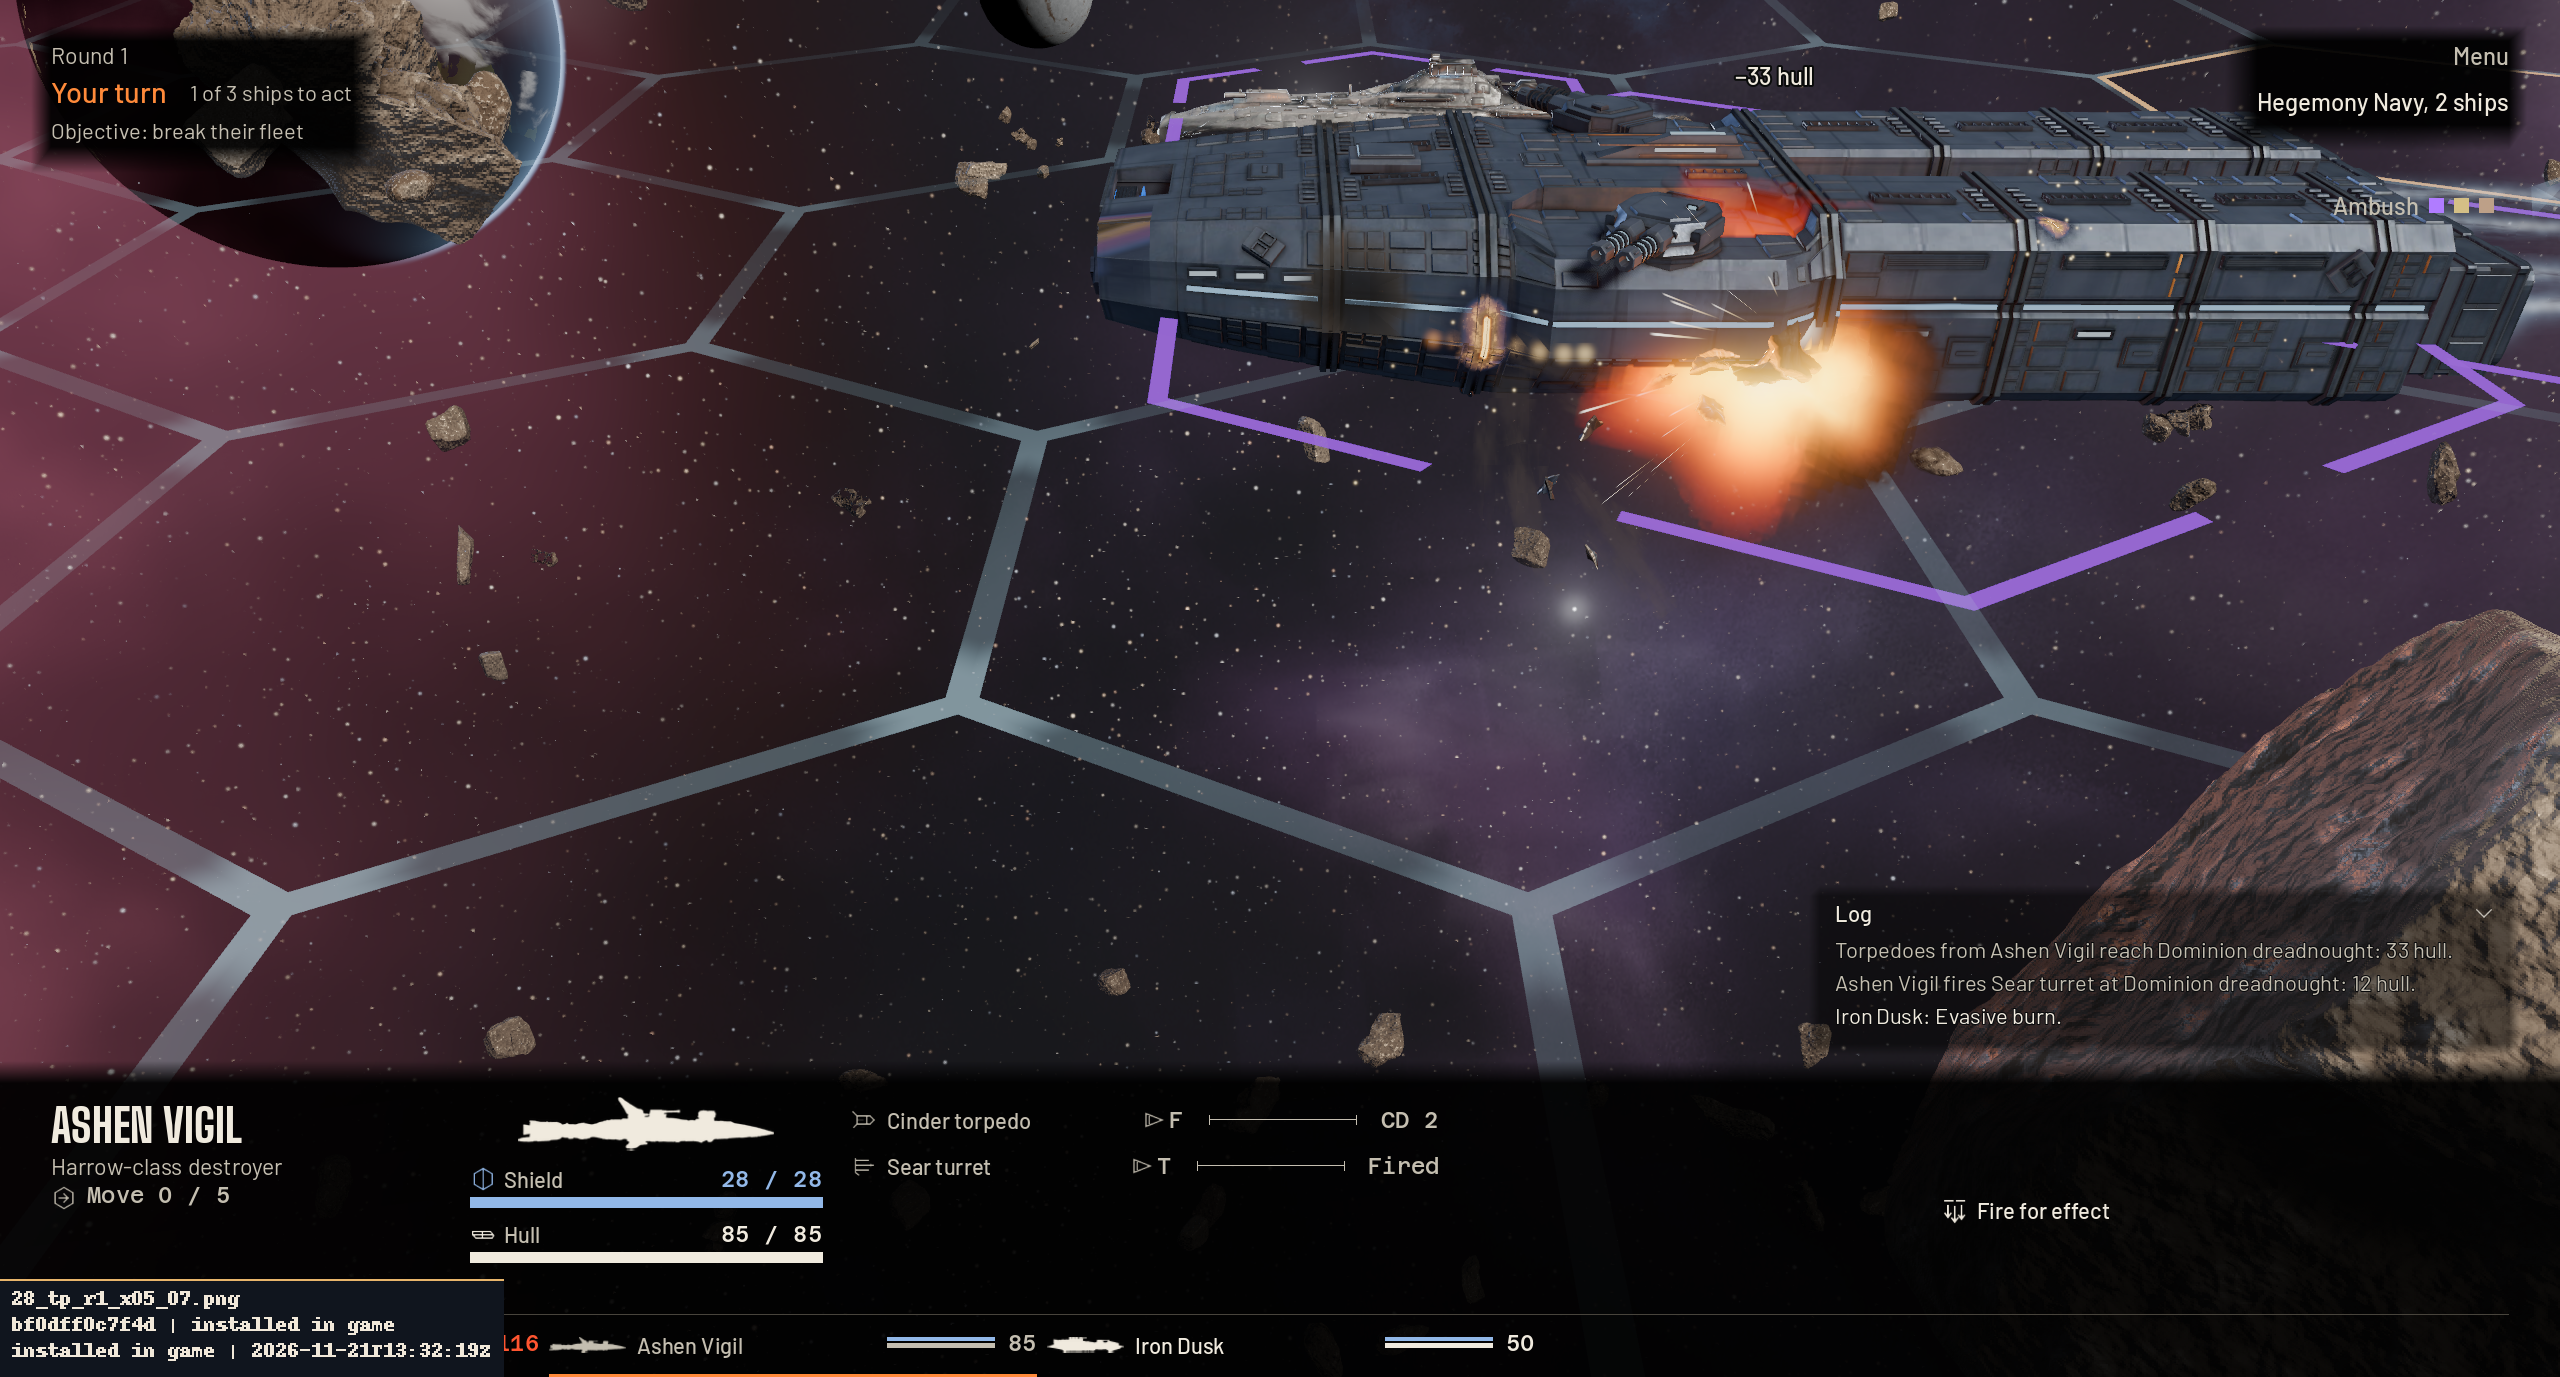 Round 1
Your turn 1 of 3 ships to act
Objective: break their fleet
−33 hull
Menu
Hegemony Navy, 2 ships
Ambush
Log
Torpedoes from Ashen Vigil reach Dominion dreadnought: 33 hull.
Ashen Vigil fires Sear turret at Dominion dreadnought: 12 hull.
Iron Dusk: Evasive burn.
ASHEN VIGIL
Harrow-class destroyer
Move 0 / 5
Shield 28 / 28
Hull 85 / 85
Cinder torpedo F CD 2
Sear turret T Fired
Fire for effect
28_tp_r1_x05_07.png
bf0dff0c7f4d | installed in game
installed in game | 2026-11-21r13:32:19z
116 Ashen Vigil 85 Iron Dusk 50